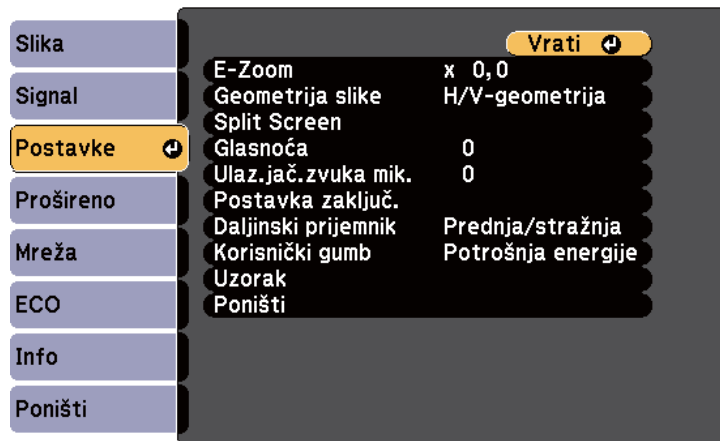 Slika
Signal
Postavke
Prošireno
Mreža
ECO
Info
Poništi
Vrati
E-Zoom x 0,0
Geometrija slike H/V-geometrija
Split Screen
Glasnoća 0
Ulaz.jač.zvuka mik. 0
Postavka zaključ.
Daljinski prijemnik Prednja/stražnja
Korisnički gumb Potrošnja energije
Uzorak
Poništi